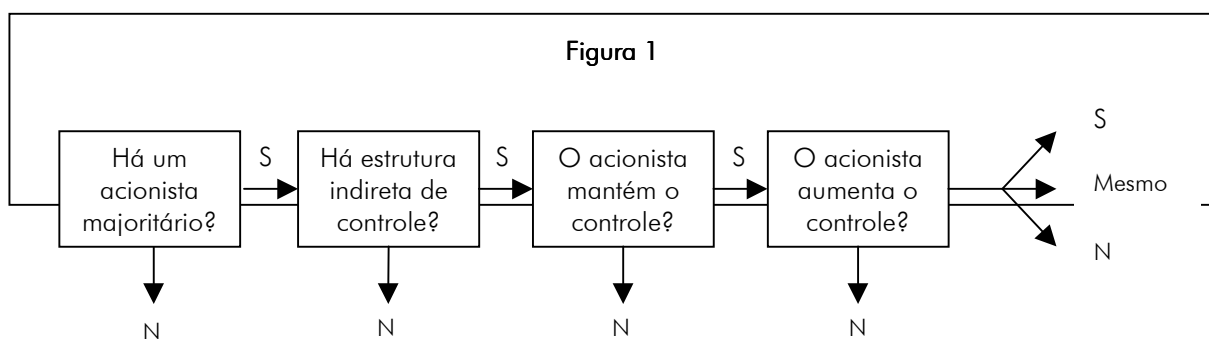 Figura 1
Há um
acionista
majoritário?
S
Há estrutura
indireta de
controle?
S
O acionista
mantém o
controle?
S
O acionista
aumenta o
controle?
S
Mesmo
N
N
N
N
N